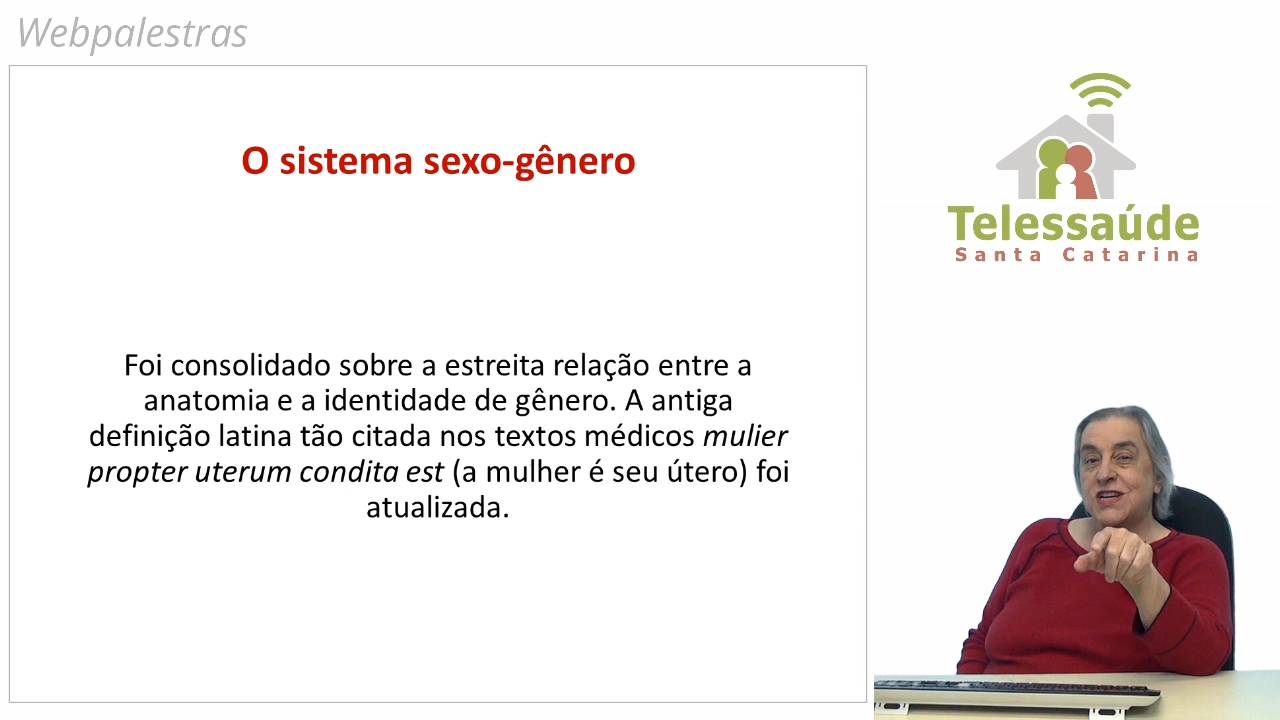 Webpalestras
O sistema sexo-gênero
Foi consolidado sobre a estreita relação entre a
anatomia e a identidade de gênero. A antiga
definição latina tão citada nos textos médicos mulier
propter uterum condita est (a mulher é seu útero) foi
atualizada.
Telessaúde
Santa Catarina